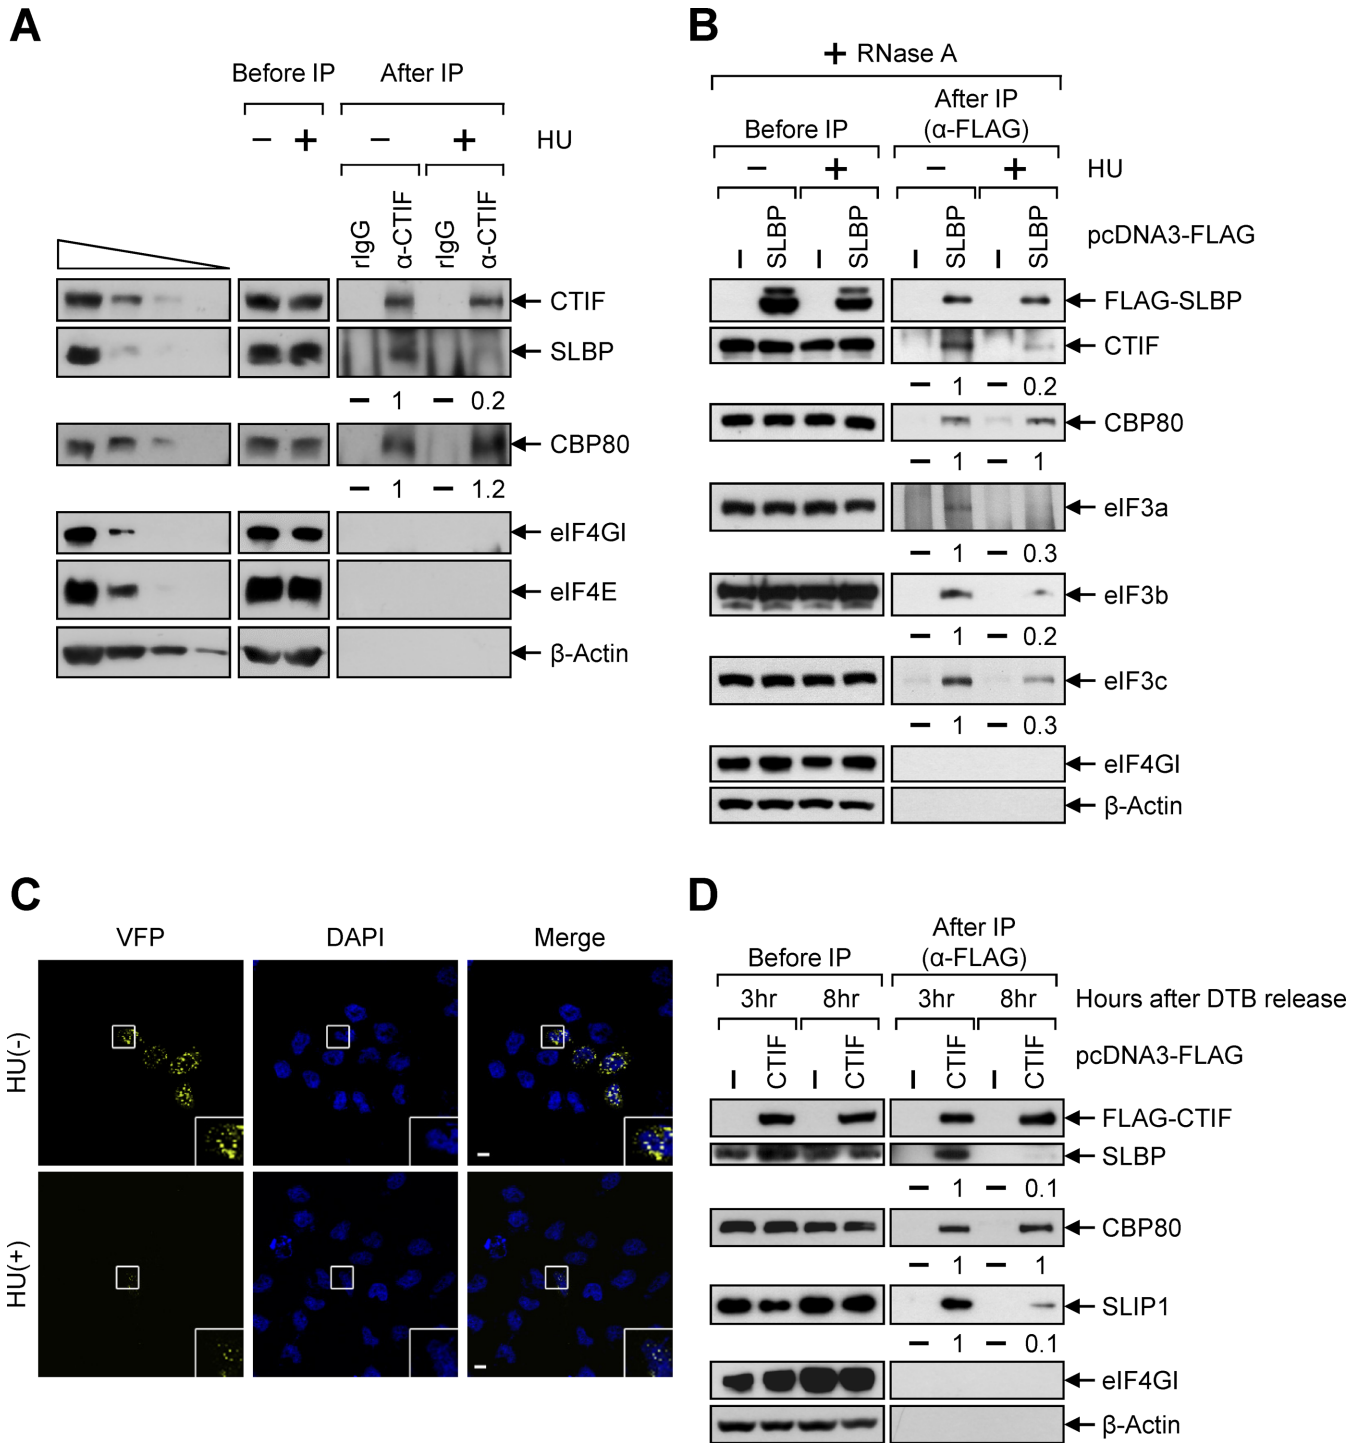 A
Before IP
After IP
− + − + HU
rIgG α-CTIF rIgG α-CTIF
CTIF
SLBP
− 1 − 0.2
CBP80
− 1 − 1.2
eIF4GI
eIF4E
β-Actin
B
+ RNase A
Before IP
After IP
(α-FLAG)
− + − + HU
− SLBP − SLBP − SLBP − SLBP pcDNA3-FLAG
FLAG-SLBP
CTIF
− 1 − 0.2
CBP80
− 1 − 1
eIF3a
− 1 − 0.3
eIF3b
− 1 − 0.2
eIF3c
− 1 − 0.3
eIF4GI
β-Actin
C
VFP DAPI Merge
HU(-)
HU(+)
D
Before IP
After IP
(α-FLAG)
3hr 8hr 3hr 8hr Hours after DTB release
− CTIF − CTIF − CTIF − CTIF pcDNA3-FLAG
FLAG-CTIF
SLBP
− 1 − 0.1
CBP80
− 1 − 1
SLIP1
− 1 − 0.1
eIF4GI
β-Actin